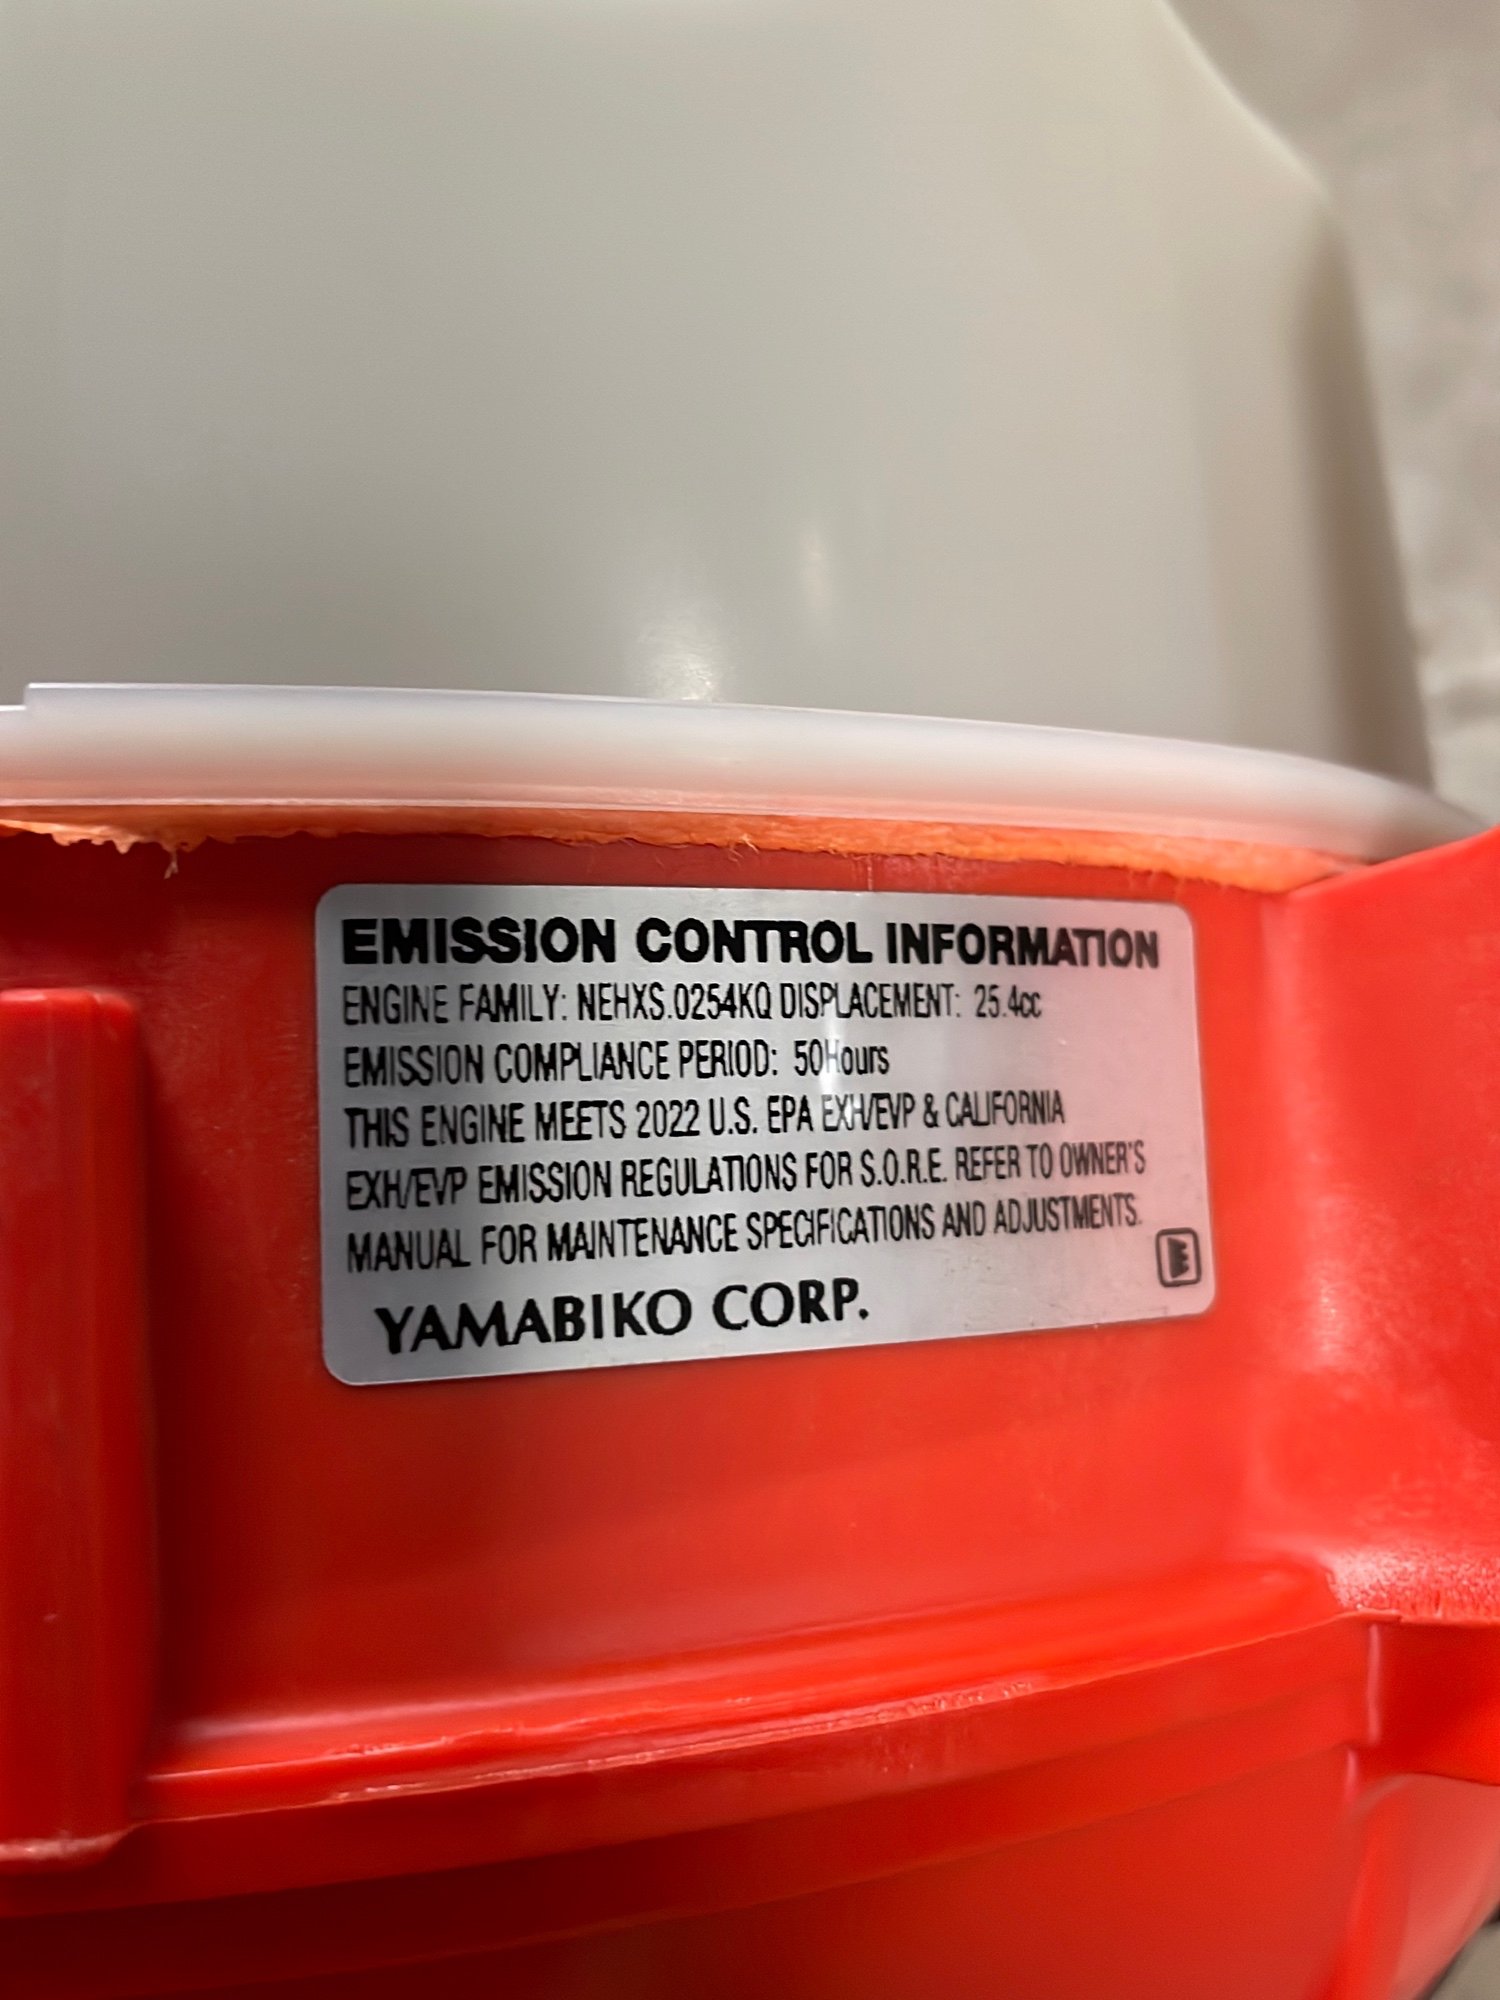 EMISSION CONTROL INFORMATION
ENGINE FAMILY: NEHXS.0254KQ DISPLACEMENT: 25.4cc
EMISSION COMPLIANCE PERIOD: 50Hours
THIS ENGINE MEETS 2022 U.S. EPA EXH/EVP & CALIFORNIA
EXH/EVP EMISSION REGULATIONS FOR S.O.R.E. REFER TO OWNER'S
MANUAL FOR MAINTENANCE SPECIFICATIONS AND ADJUSTMENTS.
YAMABIKO CORP.